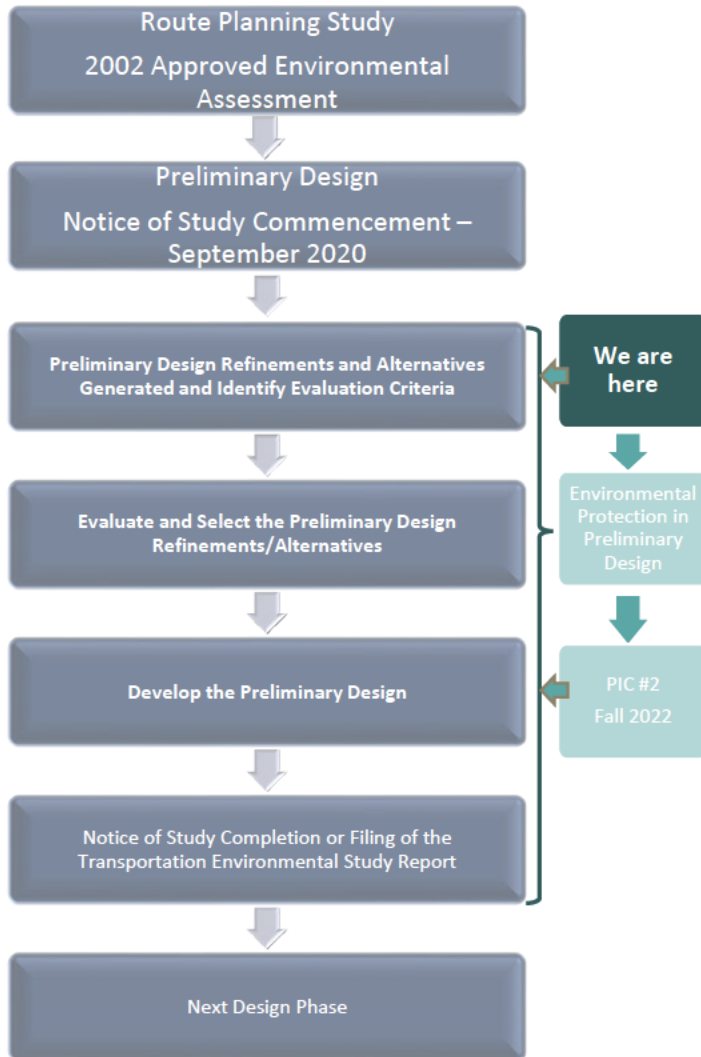 Route Planning Study
2002 Approved Environmental
Assessment
Preliminary Design
Notice of Study Commencement –
September 2020
Preliminary Design Refinements and Alternatives
Generated and Identify Evaluation Criteria
We are
here
Evaluate and Select the Preliminary Design
Refinements/Alternatives
Environmental
Protection in
Preliminary
Design
Develop the Preliminary Design
PIC #2
Fall 2022
Notice of Study Completion or Filing of the
Transportation Environmental Study Report
Next Design Phase